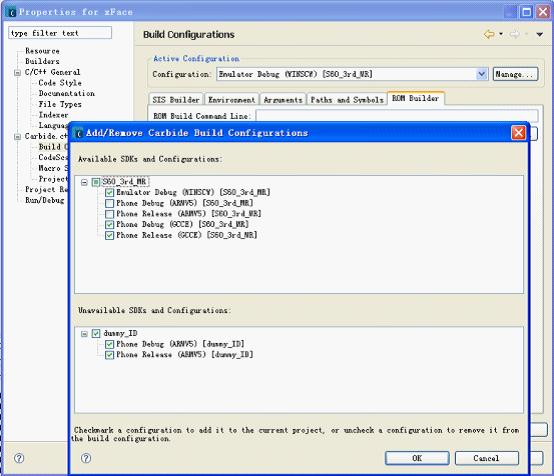 Properties for xFace
type filter text
Build Configurations
Resource
Builders
C/C++ General
Code Style
Documentation
File Types
Indexer
Languag
Carbide.c+
Build C
CodeSc
Macro S
Project
Project Re
Run/Debug
Active Configuration
Configuration: Emulator Debug (WINSCW) [S60_3rd_MR]
Manage...
SIS Builder Environment Arguments Paths and Symbols ROM Builder
ROM Build Command Line:
Add/Remove Carbide Build Configurations
Available SDKs and Configurations:
S60_3rd_MR
Emulator Debug (WINSCW) [S60_3rd_MR]
Phone Debug (ARMV5) [S60_3rd_MR]
Phone Release (ARMV5) [S60_3rd_MR]
Phone Debug (GCCE) [S60_3rd_MR]
Phone Release (GCCE) [S60_3rd_MR]
Unavailable SDKs and Configurations:
dummy_ID
Phone Debug (ARMV5) [dummy_ID]
Phone Release (ARMV5) [dummy_ID]
Checkmark a configuration to add it to the current project, or uncheck a configuration to remove it from
the build configuration.
OK Cancel